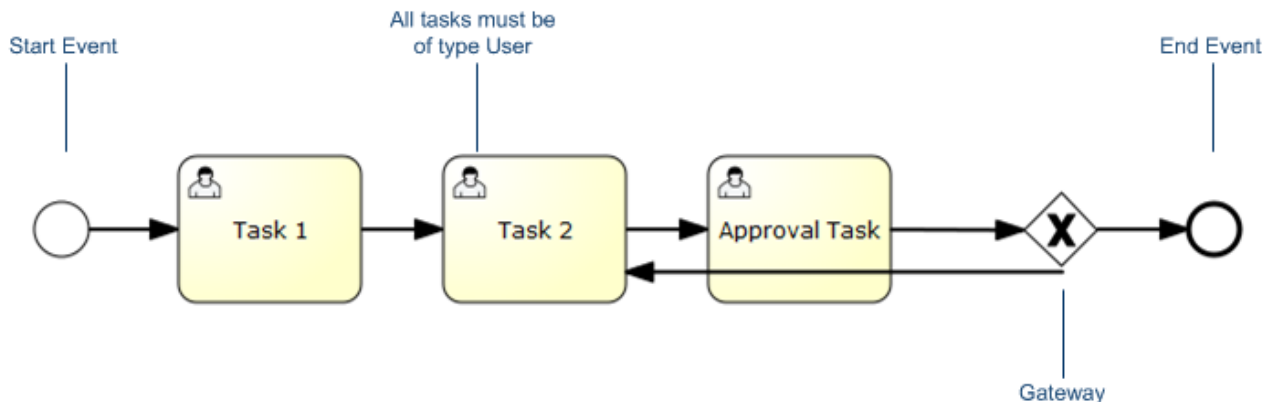 All tasks must be
of type User
Start Event
End Event
Task 1
Task 2
Approval Task
X
Gateway